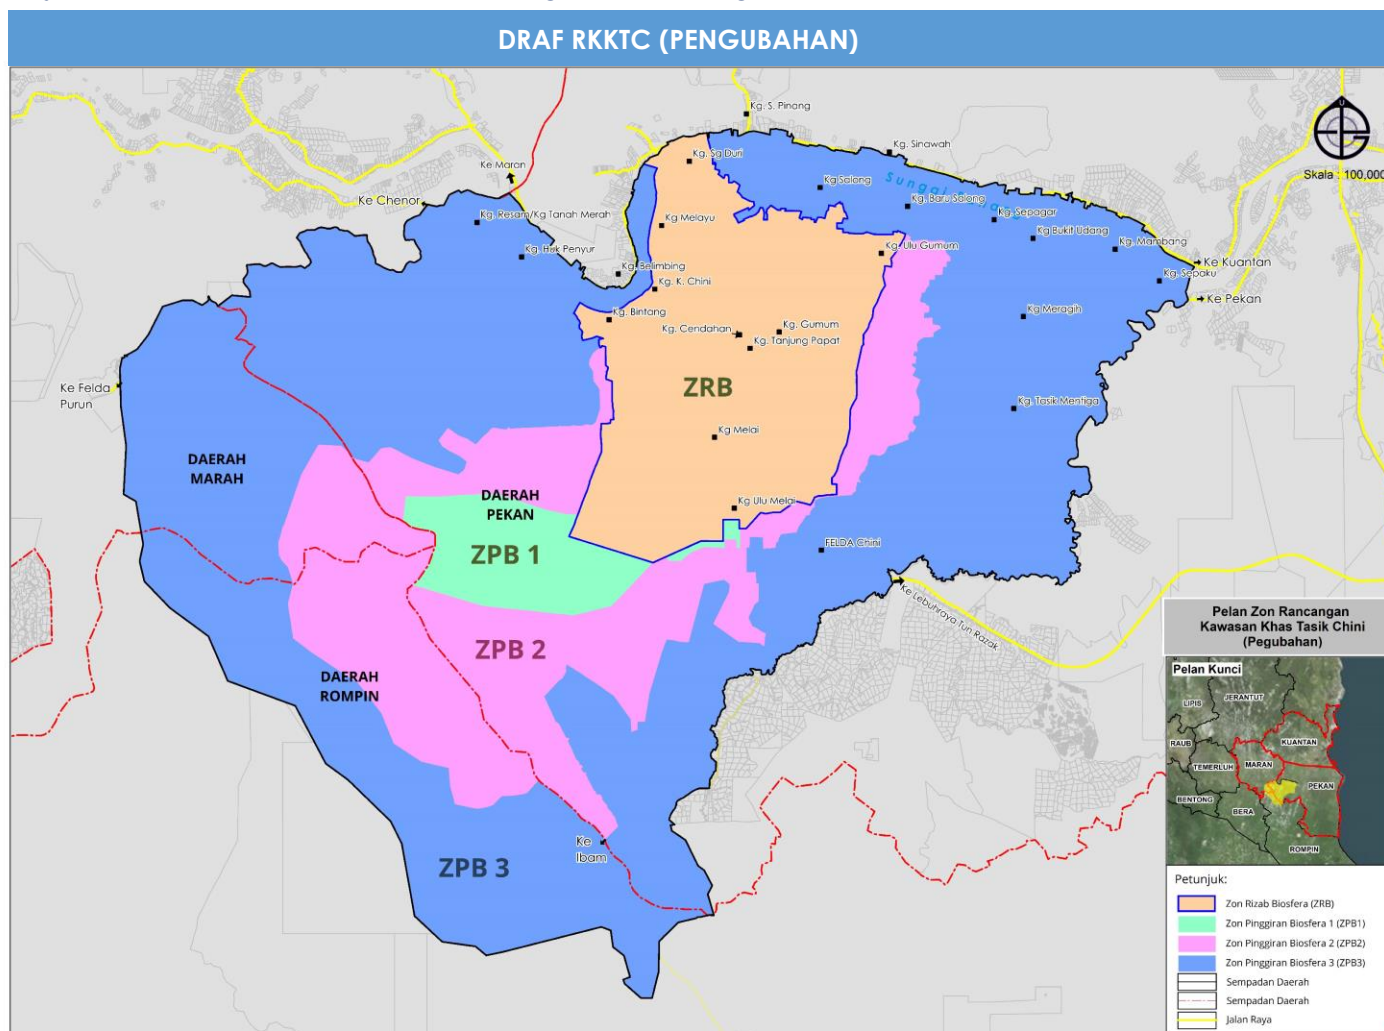 DRAF RKKTC (PENGUBAHAN)
Kg. S. Pinang
U
Kg. Sinawah
Kg. Sg Duri
Ke Maran
Skala : 100,000
Sungai
Kg Salong
Ke Chenor
Kg. Baru Salong
Kg. Resam/Kg Tanah Merah
Kg Melayu
Kg. Sepagar
Kg Bukit Udang
Kg. Mambang
Kg. Ulu Gumum
Ke Kuantan
Kg. Belimbing
Kg. Sepaku
Kg. K. Chini
Ke Pekan
Kg. Bintang
Kg Meragih
Kg. Cendahan
Kg. Gumum
Kg. Tanjung Papat
Ke Felda
Purun
ZRB
Kg. Tasik Mentiga
Kg Melai
DAERAH
MARAH
DAERAH
PEKAN
Kg Ulu Melai
ZPB 1
FELDA Chini
Ke Lebuhraya Tun Razak
ZPB 2
DAERAH
ROMPIN
Ke
Ibam
ZPB 3
Pelan Zon Rancangan
Kawasan Khas Tasik Chini
(Pegubahan)
Pelan Kunci
JERANTUT
LIPIS
KUANTAN
RAUB
TEMERLUH
MARAN
PEKAN
BENTONG
BERA
ROMPIN
Petunjuk:
Zon Rizab Biosfera (ZRB)
Zon Pinggiran Biosfera 1 (ZPB1)
Zon Pinggiran Biosfera 2 (ZPB2)
Zon Pinggiran Biosfera 3 (ZPB3)
Sempadan Daerah
Sempadan Daerah
Jalan Raya